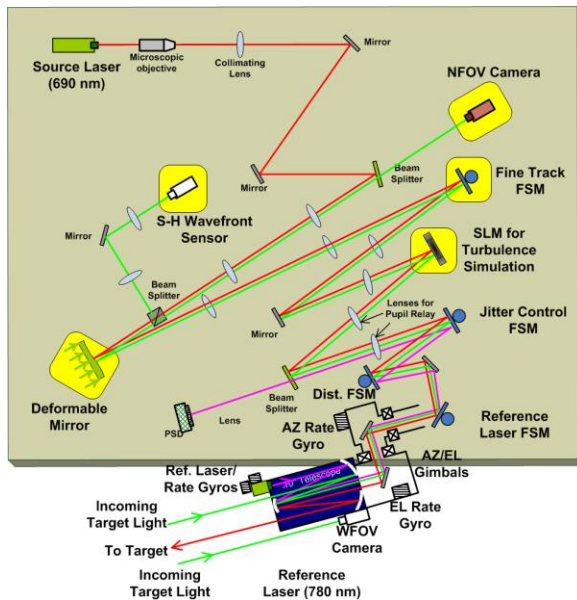 Source Laser
(690 nm)
Microscopic
objective
Collimating
Lens
Mirror
NFOV Camera
Mirror
Beam
Splitter
Fine Track
FSM
S-H Wavefront
Sensor
Mirror
SLM for
Turbulence
Simulation
Beam
Splitter
Mirror
Lenses for
Pupil Relay
Jitter Control
FSM
Deformable
Mirror
PSD
Lens
Beam
Splitter
Dist. FSM
Reference
Laser FSM
AZ Rate
Gyro
AZ/EL
Gimbals
Ref. Laser/
Rate Gyros
Telescope
EL Rate
Gyro
Incoming
Target Light
To Target
WFOV
Camera
Incoming
Target Light
Reference
Laser (780 nm)